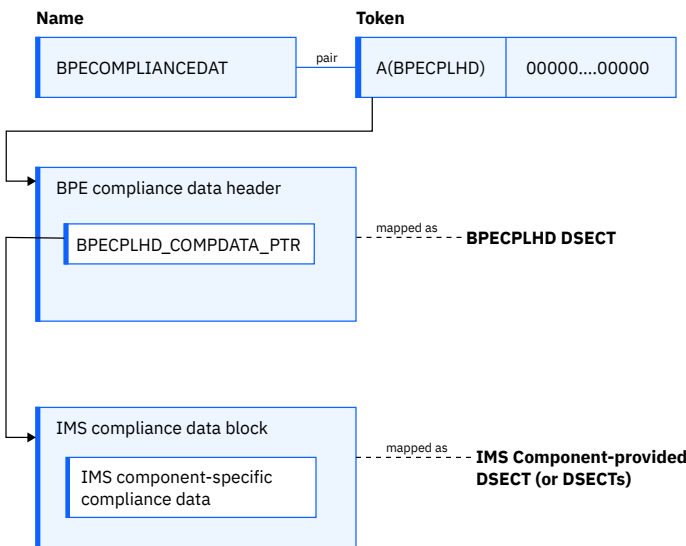 Name
Token
BPECOMPLIANCEDAT
pair
A(BPECPLHD)
00000....00000
BPE compliance data header
BPECPLHD_COMPDATA_PTR
mapped as
BPECPLHD DSECT
IMS compliance data block
IMS component-specific
compliance data
mapped as
IMS Component-provided
DSECT (or DSECTs)